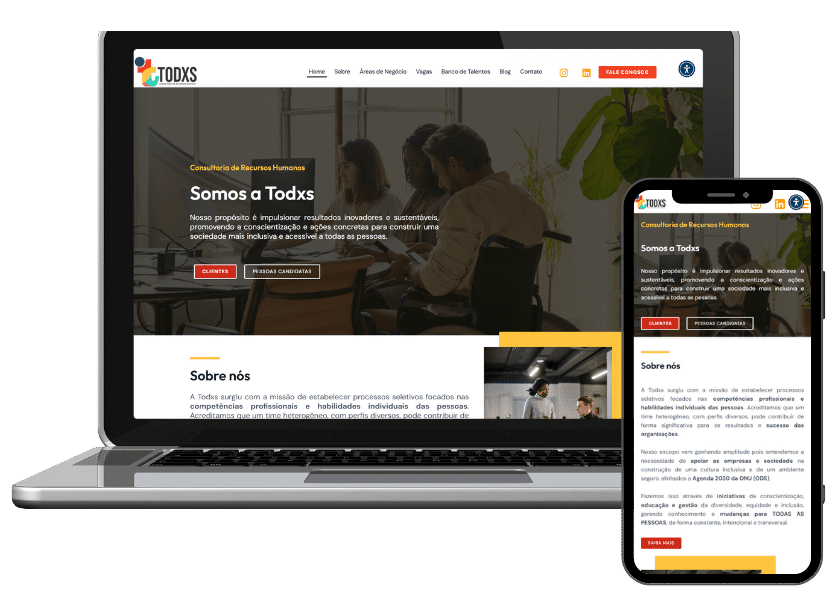 TODXS
Home Sobre Áreas de Negócio Vagas Banco de Talentos Blog Contato
FALE CONOSCO
Consultoria de Recursos Humanos
Somos a Todxs
Nosso propósito é impulsionar resultados inovadores e sustentáveis,
promovendo a conscientização e ações concretas para construir uma
sociedade mais inclusiva e acessível a todas as pessoas.
CLIENTES PESSOAS CANDIDATAS
Sobre nós
A Todxs surgiu com a missão de estabelecer processos seletivos focados nas
competências profissionais e habilidades individuais das pessoas.
Acreditamos que um time heterogêneo, com perfis diversos, pode contribuir de
TODXS
Consultoria de Recursos Humanos
Somos a Todxs
Nosso propósito é impulsionar resultados inovadores e
sustentáveis, promovendo a conscientização e ações
concretas para construir uma sociedade mais inclusiva e
acessível a todas as pessoas.
CLIENTES PESSOAS CANDIDATAS
Sobre nós
A Todxs surgiu com a missão de estabelecer processos
seletivos focados nas competências profissionais e
habilidades individuais das pessoas. Acreditamos que um
time heterogêneo, com perfis diversos, pode contribuir de
forma significativa para os resultados e sucesso das
organizações.
Nosso escopo vem ganhando amplitude pois entendemos a
necessidade de apoiar as empresas e sociedade na
construção de uma cultura inclusiva e de um ambiente
seguro, alinhados a Agenda 2030 da ONU (ODS).
Fazemos isso através de iniciativas de conscientização,
educação e gestão da diversidade, equidade e inclusão,
gerando conhecimento e mudanças para TODAS AS
PESSOAS, de forma constante, intencional e transversal.
SAIBA MAIS